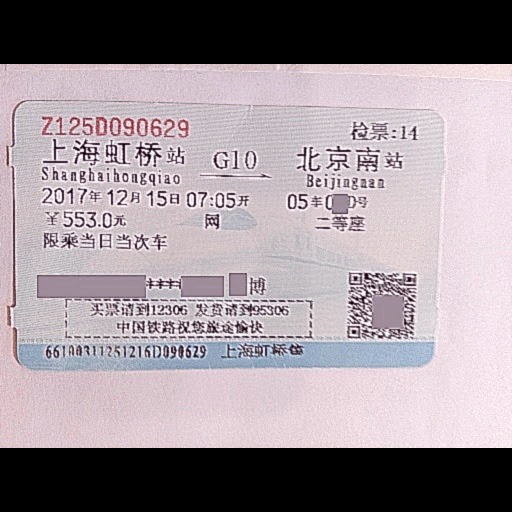 Z125D090629 检票:14
上海虹桥站 G10 北京南站
Shanghaihongqiao Beijingnan
2017年12月15日07:05开 05车0 0号
￥553.0元 网 二等座
限乘当日当次车
*** 博
买票请到12306 发货请到95306
中国铁路祝您旅途愉快
66100311251216D090629 上海虹桥售